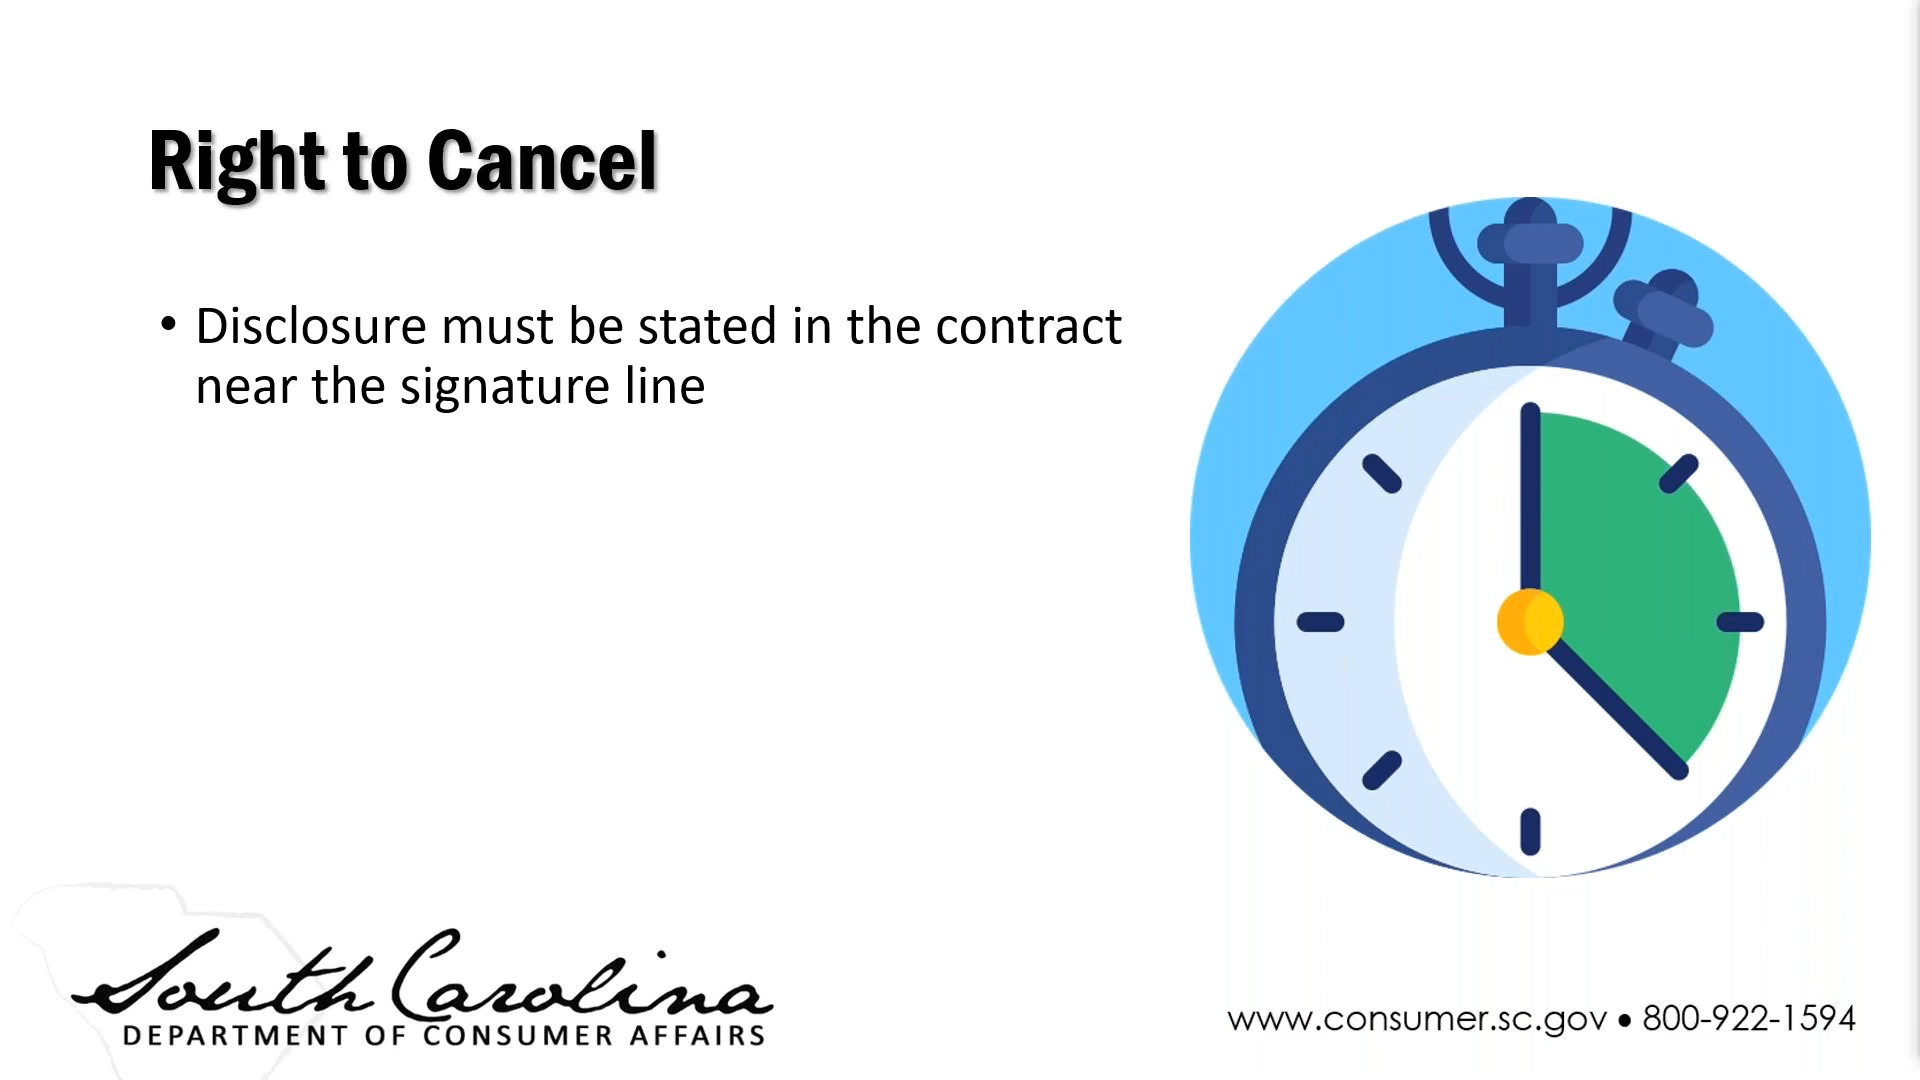 Right to Cancel
• Disclosure must be stated in the contract
near the signature line
South Carolina
DEPARTMENT OF CONSUMER AFFAIRS
www.consumer.sc.gov • 800-922-1594